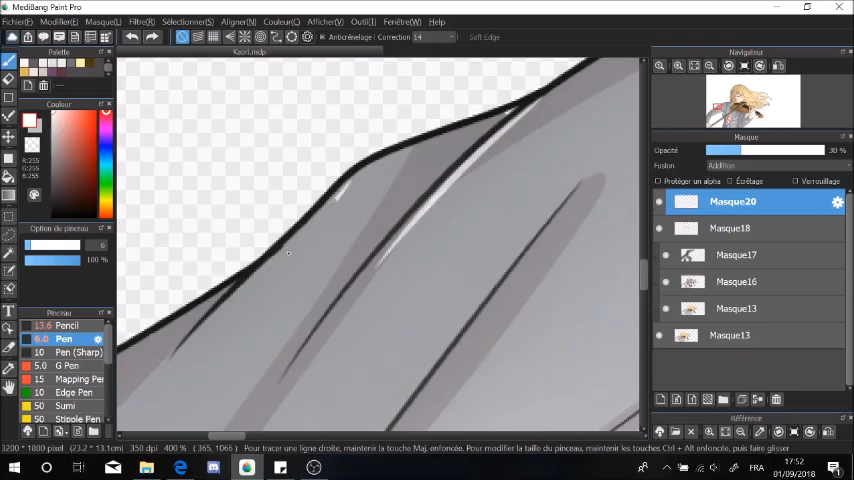 MediBang Paint Pro
Fichier(F) Modifier(E) Masque(L) Filtre(R) Sélectionner(S) Aligner(N) Couleur(C) Afficher(V) Outil(I) Fenêtre(W) Help
Anticrénelage Correction 14 Soft Edge
Palette
Kaori.mdp
Navigateur
Couleur
R:255
G:255
B:255
Masque
Opacité 30 %
Fusion Addition
Protéger un alpha Écrêtage Verrouillage
Masque20
Masque18
Option du pinceau
6
Masque17
100 %
Masque16
Masque13
Pinceau
13.6 Pencil
Masque13
6.0 Pen
10 Pen (Sharp)
5.0 G Pen
15 Mapping Pen
10 Edge Pen
50 Sumi
50 Stipple Pen
Référence
3200 * 1800 pixel (23.2 * 13.1cm) 350 dpi 400 % (365, 1066) Pour tracer une ligne droite, maintenir la touche Maj. enfoncée. Pour modifier la taille du pinceau, maintenir les touches Ctrl + Alt enfoncée, puis faire glisser
FRA 17:52
01/09/2018